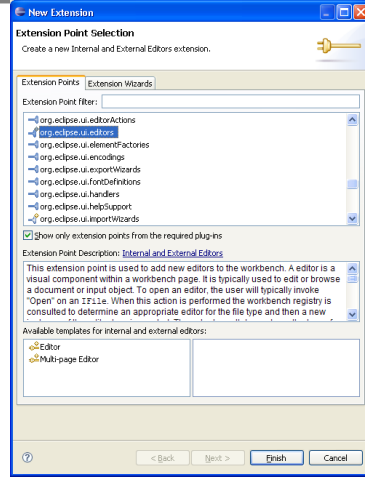 New Extension
Extension Point Selection
Create a new Internal and External Editors extension.
Extension Points Extension Wizards
Extension Point filter:
org.eclipse.ui.editorActions
org.eclipse.ui.editors
org.eclipse.ui.elementFactories
org.eclipse.ui.encodings
org.eclipse.ui.exportWizards
org.eclipse.ui.fontDefinitions
org.eclipse.ui.handlers
org.eclipse.ui.helpSupport
org.eclipse.ui.importWizards
Show only extension points from the required plug-ins
Extension Point Description: Internal and External Editors
This extension point is used to add new editors to the workbench. A editor is a
visual component within a workbench page. It is typically used to edit or browse
a document or input object. To open an editor, the user will typically invoke
"Open" on an IFile. When this action is performed the workbench registry is
consulted to determine an appropriate editor for the file type and then a new
Available templates for internal and external editors:
Editor
Multi-page Editor
?
< Back Next > Finish Cancel